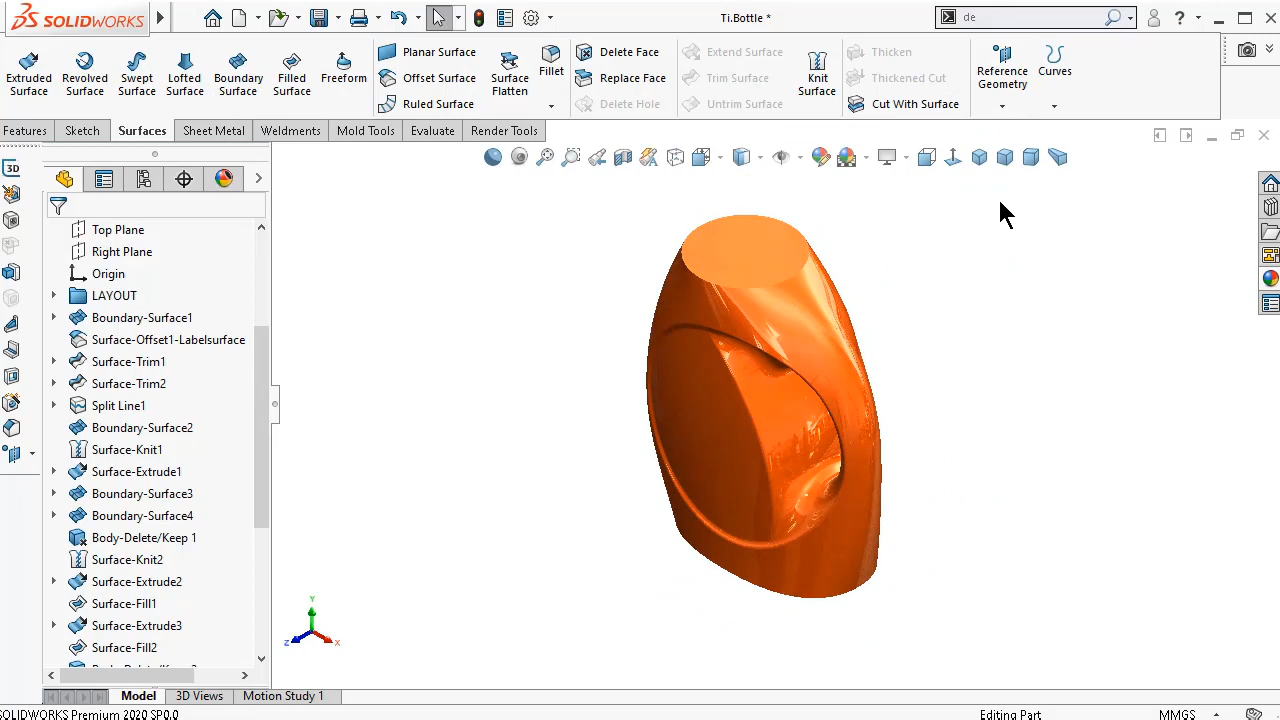 SOLIDWORKS
Ti.Bottle *
de
Extruded Surface
Revolved Surface
Swept Surface
Lofted Surface
Boundary Surface
Filled Surface
Freeform
Planar Surface
Offset Surface
Ruled Surface
Surface Flatten
Fillet
Delete Face
Replace Face
Delete Hole
Extend Surface
Trim Surface
Untrim Surface
Knit Surface
Thicken
Thickened Cut
Cut With Surface
Reference Geometry
Curves
Features Sketch Surfaces Sheet Metal Weldments Mold Tools Evaluate Render Tools
3D
Top Plane
Right Plane
Origin
LAYOUT
Boundary-Surface1
Surface-Offset1-Labelsurface
Surface-Trim1
Surface-Trim2
Split Line1
Boundary-Surface2
Surface-Knit1
Surface-Extrude1
Boundary-Surface3
Boundary-Surface4
Body-Delete/Keep 1
Surface-Knit2
Surface-Extrude2
Surface-Fill1
Surface-Extrude3
Surface-Fill2
Y
Z
X
Model 3D Views Motion Study 1
SOLIDWORKS Premium 2020 SP0.0
Editing Part
MMGS